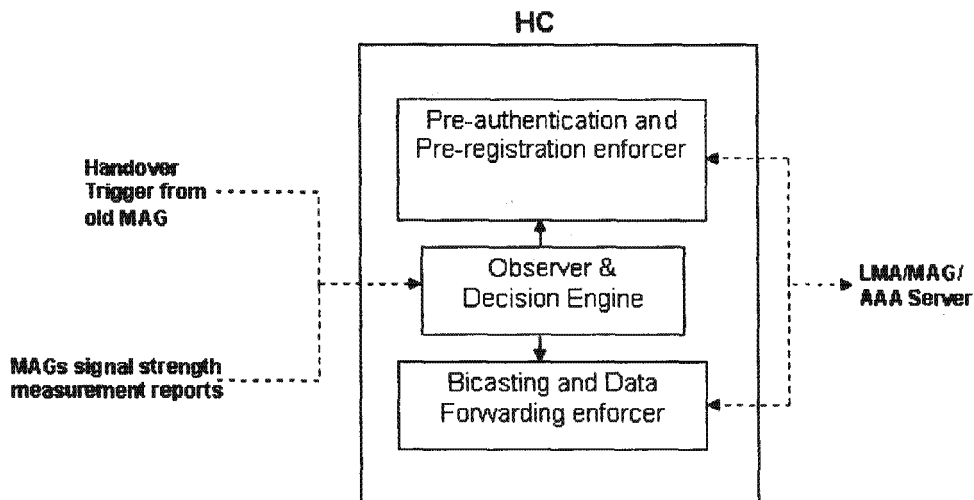 HC
Pre-authentication and
Pre-registration enforcer
Handover
Trigger from
old MAG
Observer &
Decision Engine
LMA/MAG/
AAA Server
MAGs signal strength
measurement reports
Bicasting and Data
Forwarding enforcer